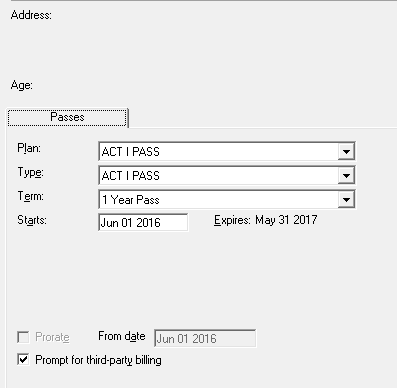 Address:
Age:
Passes
Plan: ACT I PASS
Type: ACT I PASS
Term: 1 Year Pass
Starts: Jun 01 2016 Expires: May 31 2017
Prorate From date Jun 01 2016
Prompt for third-party billing